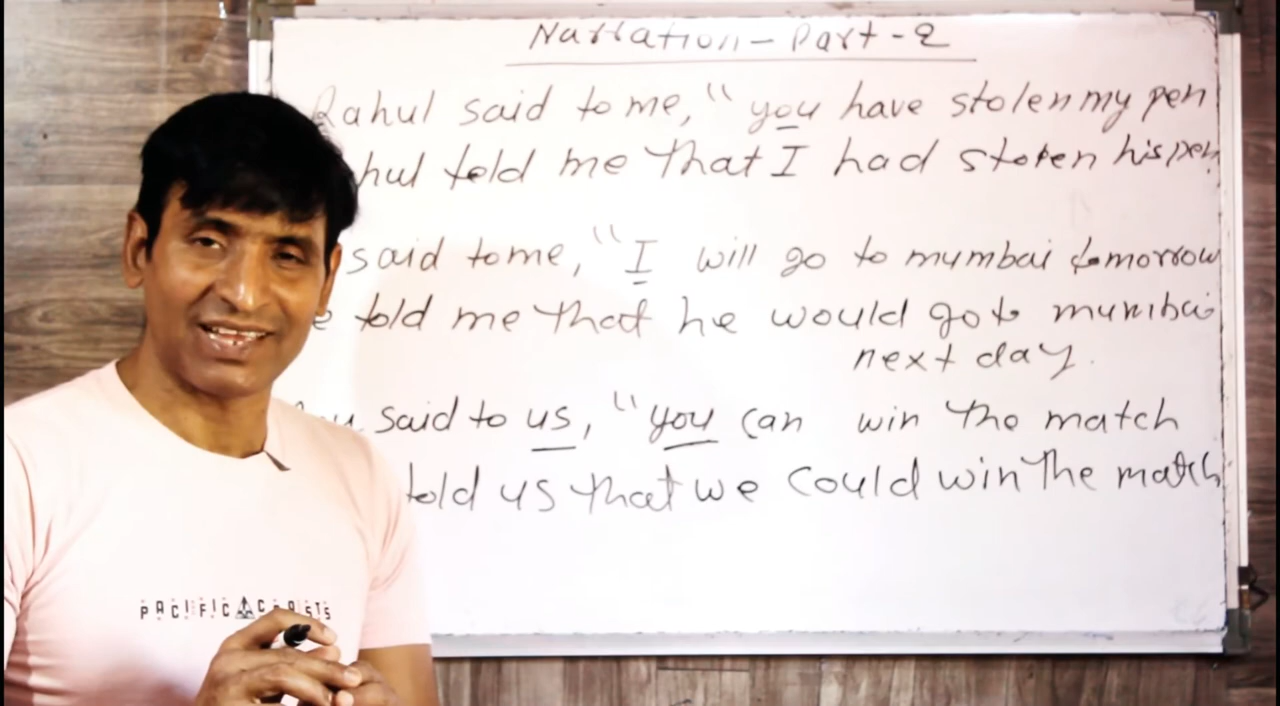 Narration - Part - 2
Rahul said to me, "you have stolen my pen
hul told me that I had stolen his pen.
said to me, "I will go to mumbai tomorrow
e told me that he would go to mumbai
next day.
said to us, "you can win the match
told us that we could win the match
PACIFIC COASTS